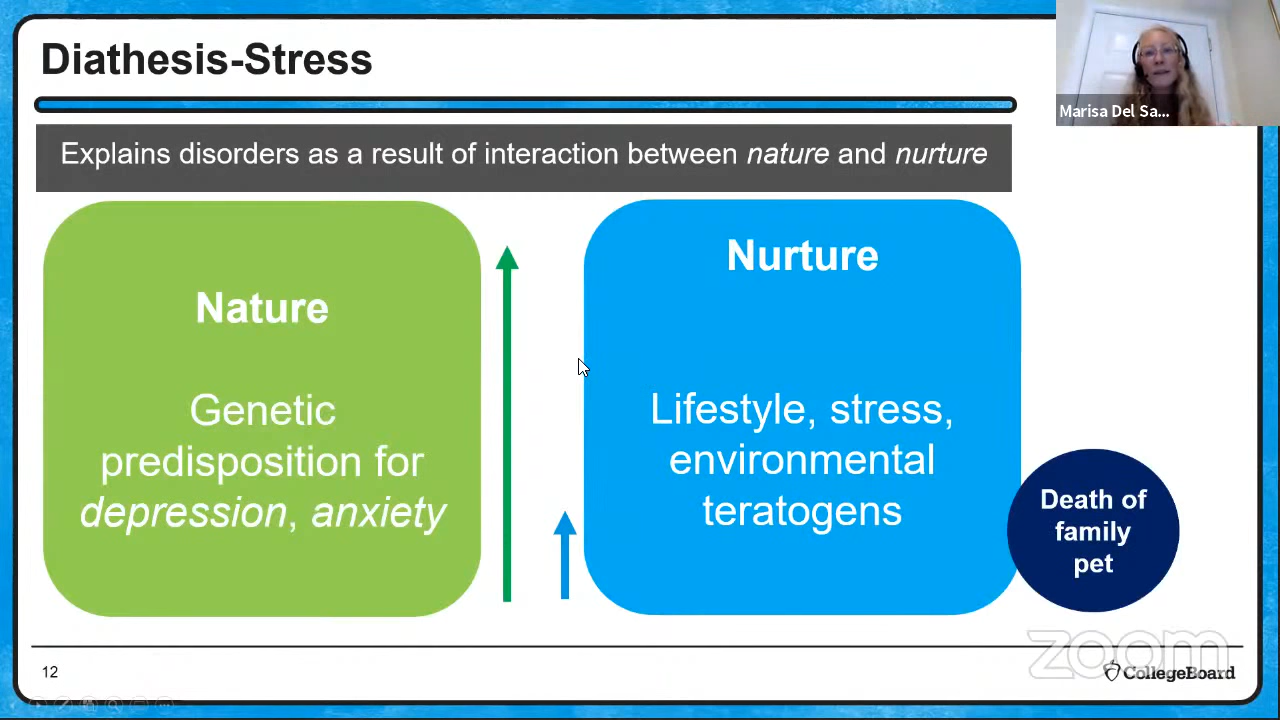 Diathesis-Stress
Marisa Del Sa...
Explains disorders as a result of interaction between nature and nurture
Nature
Genetic
predisposition for
depression, anxiety
Nurture
Lifestyle, stress,
environmental
teratogens
Death of
family
pet
zoom
12
CollegeBoard